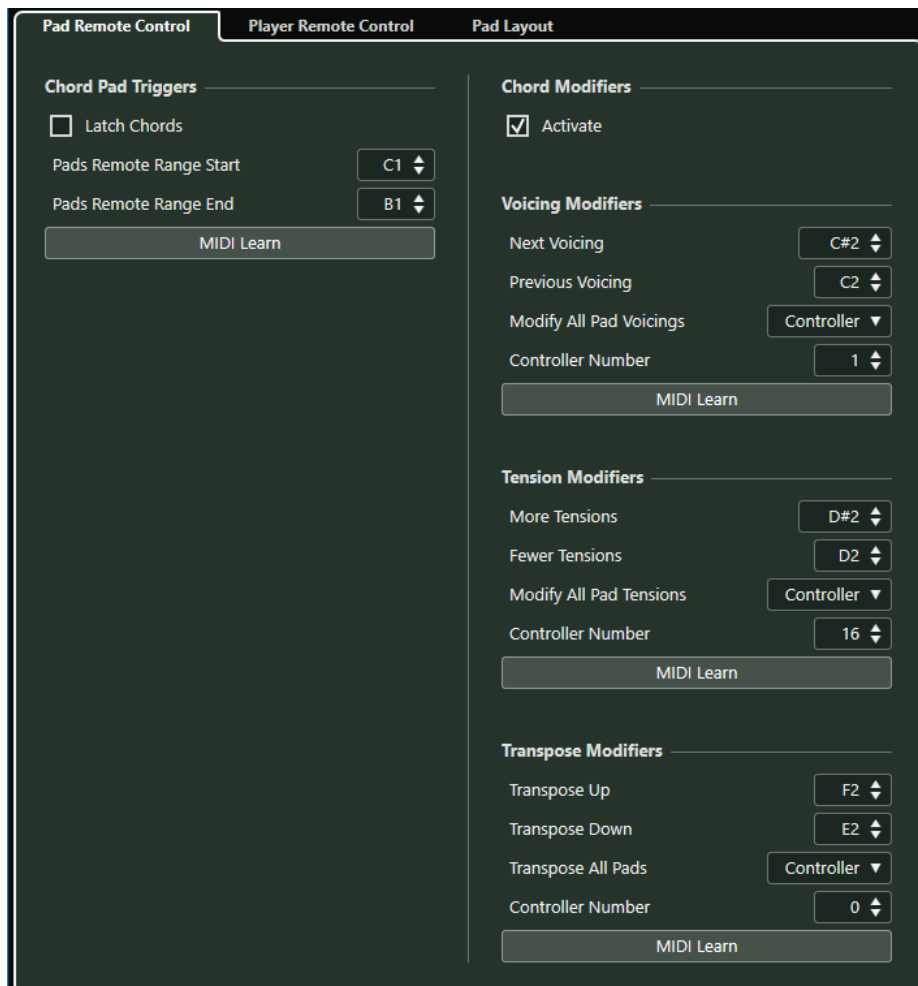 Pad Remote Control Player Remote Control Pad Layout
Chord Pad Triggers
Latch Chords
Pads Remote Range Start C1
Pads Remote Range End B1
MIDI Learn
Chord Modifiers
Activate
Voicing Modifiers
Next Voicing C#2
Previous Voicing C2
Modify All Pad Voicings Controller
Controller Number 1
MIDI Learn
Tension Modifiers
More Tensions D#2
Fewer Tensions D2
Modify All Pad Tensions Controller
Controller Number 16
MIDI Learn
Transpose Modifiers
Transpose Up F2
Transpose Down E2
Transpose All Pads Controller
Controller Number 0
MIDI Learn